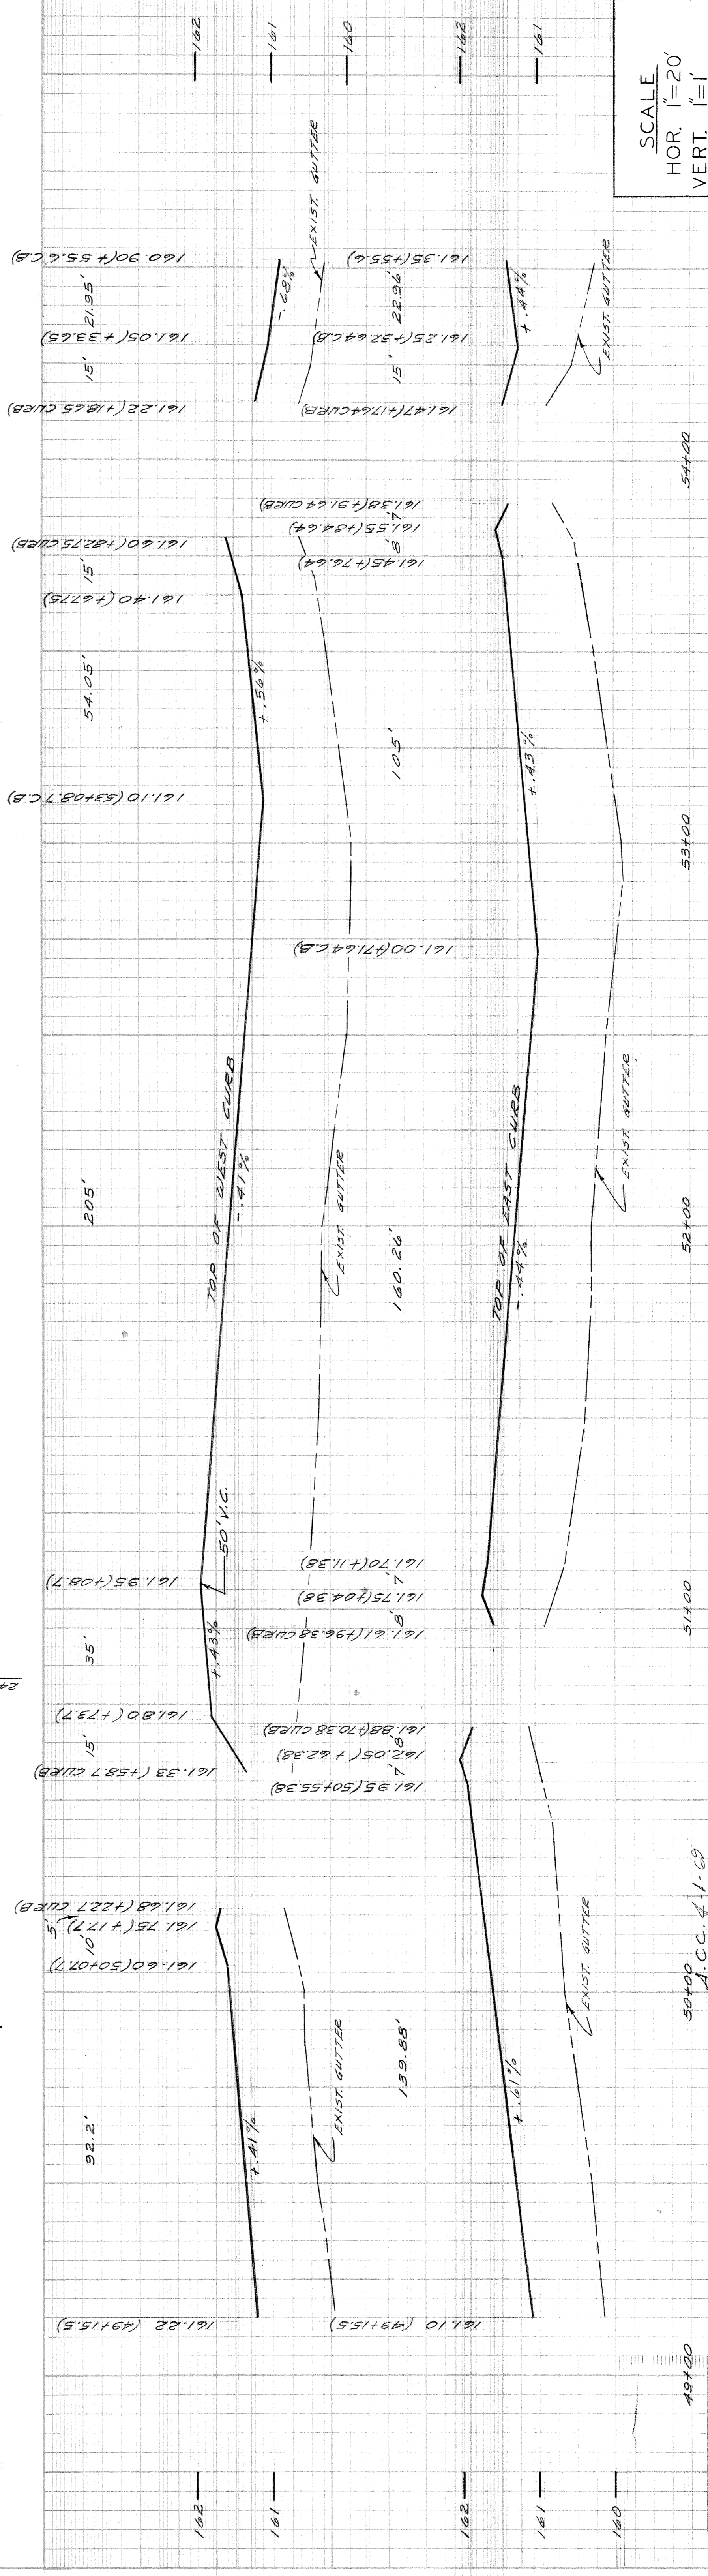 162
161
92.2'
161.22 (49+15.5)
161.60 (50+07.7)
10'
161.75 (+17.7)
5'
161.68 (+22.7 CURB)
161.33 (+58.7 CURB)
15'
161.80 (+73.7)
35'
161.95 (+08.7)
205'
161.10 (53+08.7 C.B)
54.05'
161.40 (+67.75)
15'
161.60 (+82.75 CURB)
161.22 (+18.65 CURB)
15'
161.05 (+33.65)
21.95'
160.90 (+55.6 C.B)
+.41%
+.43%
50' V.C.
TOP OF WEST CURB
-.41%
+.56%
-.68%
EXIST. GUTTER
EXIST. GUTTER
EXIST. GUTTER
162
161
160
162
161
160
161.10 (49+15.5)
139.88'
161.95 (50+55.38)
7'
162.05 (+62.38)
8'
161.88 (+70.38 CURB)
161.61 (+96.38 CURB)
8'
161.75 (+04.38)
7'
161.70 (+11.38)
160.26'
161.00 (+71.64 C.B)
105'
161.45 (+76.64)
8'
161.55 (+84.64)
7'
161.38 (+91.64 CURB)
161.47 (+17.64 CURB)
15'
161.25 (+32.64 C.B)
22.96'
161.35 (+55.6)
+.61%
TOP OF EAST CURB
-.44%
+.43%
+.44%
EXIST. GUTTER
EXIST. GUTTER
EXIST. GUTTER
162
161
49+00
50+00
51+00
52+00
53+00
54+00
A.C.C. 4-1-69
24
SCALE
HOR. 1"=20'
VERT. 1"=1'